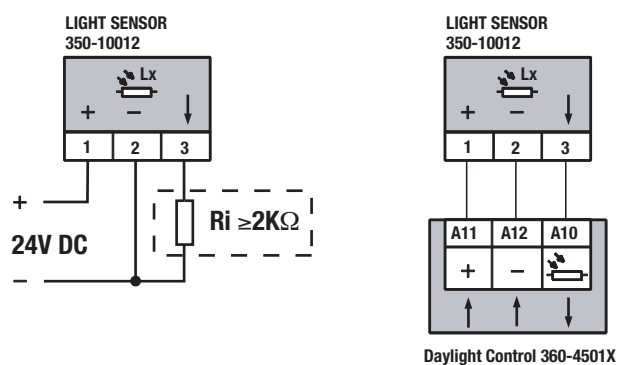 LIGHT SENSOR
350-10012
Lx
+ −
1 2 3
+
24V DC
−
Ri ≥2KΩ
LIGHT SENSOR
350-10012
Lx
+ −
1 2 3
A11 A12 A10
+ −
Daylight Control 360-4501X